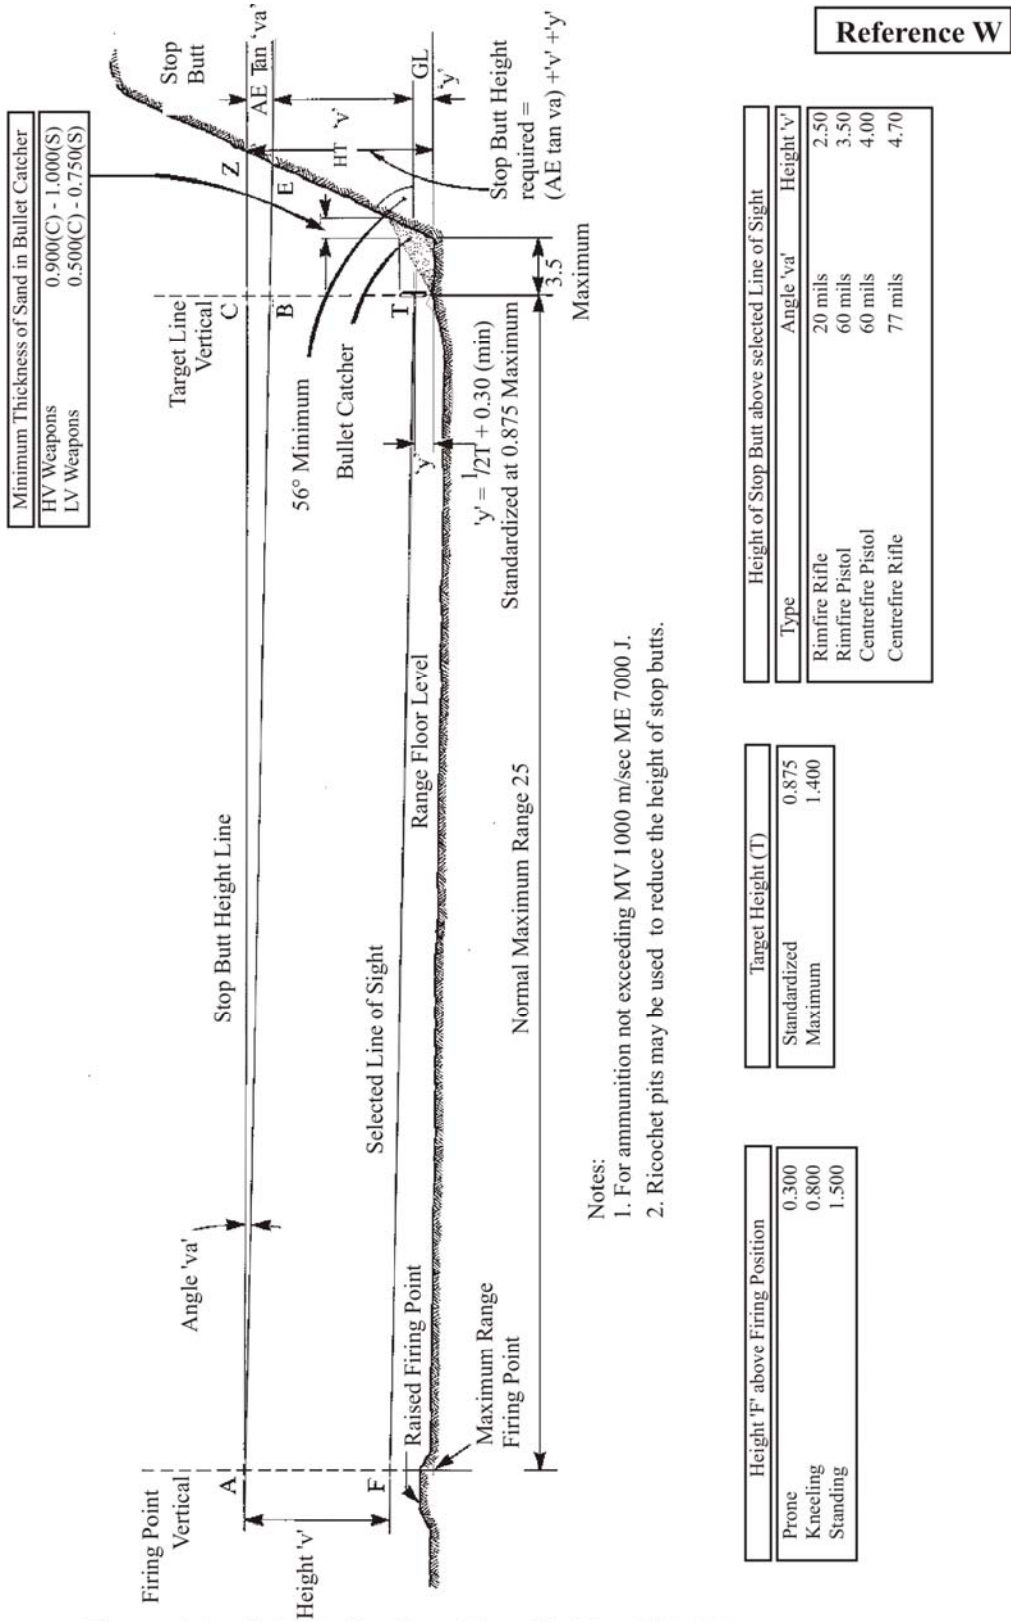 Reference W
Minimum Thickness of Sand in Bullet Catcher
HV Weapons 0.900(C) - 1.000(S)
LV Weapons 0.500(C) - 0.750(S)
Firing Point
Vertical
A
F
Height 'v'
Angle 'va'
Stop Butt Height Line
Selected Line of Sight
Raised Firing Point
Maximum Range
Firing Point
Range Floor Level
Normal Maximum Range 25
Target Line
Vertical
C
B
T
56° Minimum
Bullet Catcher
'y'
'y' = 1/2T + 0.30 (min)
Standardized at 0.875 Maximum
3.5
Maximum
Z
E
Stop
Butt
AE Tan 'va'
'v'
HT
GL
'y'
Stop Butt Height
required =
(AE tan va) +'v' +'y'
Notes:
1. For ammunition not exceeding MV 1000 m/sec ME 7000 J.
2. Ricochet pits may be used to reduce the height of stop butts.
Height 'F' above Firing Position
Prone 0.300
Kneeling 0.800
Standing 1.500
Target Height (T)
Standardized 0.875
Maximum 1.400
Height of Stop Butt above selected Line of Sight
Type Angle 'va' Height 'v'
Rimfire Rifle 20 mils 2.50
Rimfire Pistol 60 mils 3.50
Centrefire Pistol 60 mils 4.00
Centrefire Rifle 77 mils 4.70